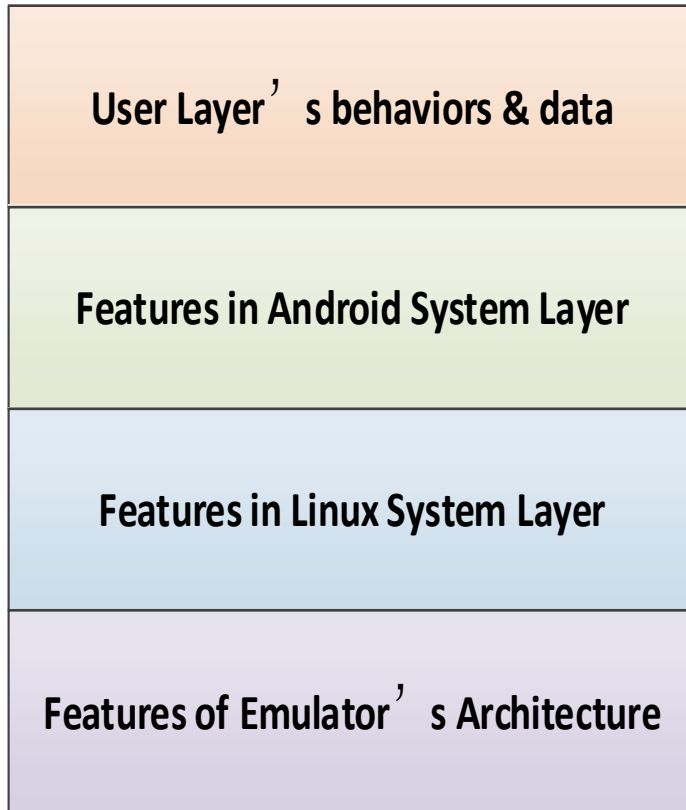 User Layer’s behaviors & data
Features in Android System Layer
Features in Linux System Layer
Features of Emulator’s Architecture